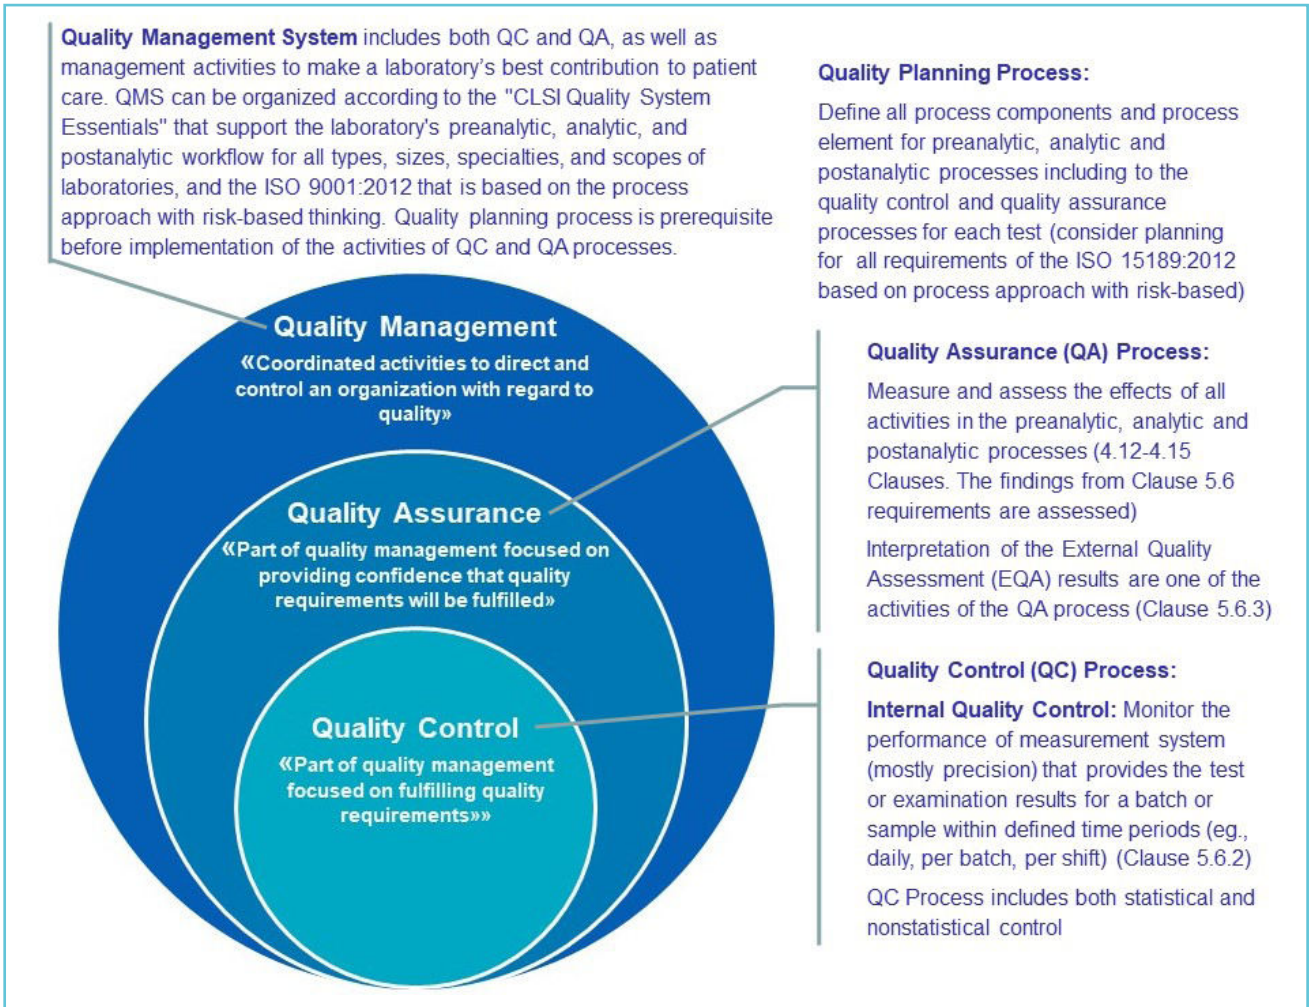 Quality Management System includes both QC and QA, as well as
management activities to make a laboratory's best contribution to patient
care. QMS can be organized according to the "CLSI Quality System
Essentials" that support the laboratory's preanalytic, analytic, and
postanalytic workflow for all types, sizes, specialties, and scopes of
laboratories, and the ISO 9001:2012 that is based on the process
approach with risk-based thinking. Quality planning process is prerequisite
before implementation of the activities of QC and QA processes.
Quality Planning Process:
Define all process components and process
element for preanalytic, analytic and
postanalytic processes including to the
quality control and quality assurance
processes for each test (consider planning
for all requirements of the ISO 15189:2012
based on process approach with risk-based)
Quality Management
«Coordinated activities to direct and
control an organization with regard to
quality»
Quality Assurance
«Part of quality management focused on
providing confidence that quality
requirements will be fulfilled»
Quality Control
«Part of quality management
focused on fulfilling quality
requirements»»
Quality Assurance (QA) Process:
Measure and assess the effects of all
activities in the preanalytic, analytic and
postanalytic processes (4.12-4.15
Clauses. The findings from Clause 5.6
requirements are assessed)
Interpretation of the External Quality
Assessment (EQA) results are one of the
activities of the QA process (Clause 5.6.3)
Quality Control (QC) Process:
Internal Quality Control: Monitor the
performance of measurement system
(mostly precision) that provides the test
or examination results for a batch or
sample within defined time periods (eg.,
daily, per batch, per shift) (Clause 5.6.2)
QC Process includes both statistical and
nonstatistical control